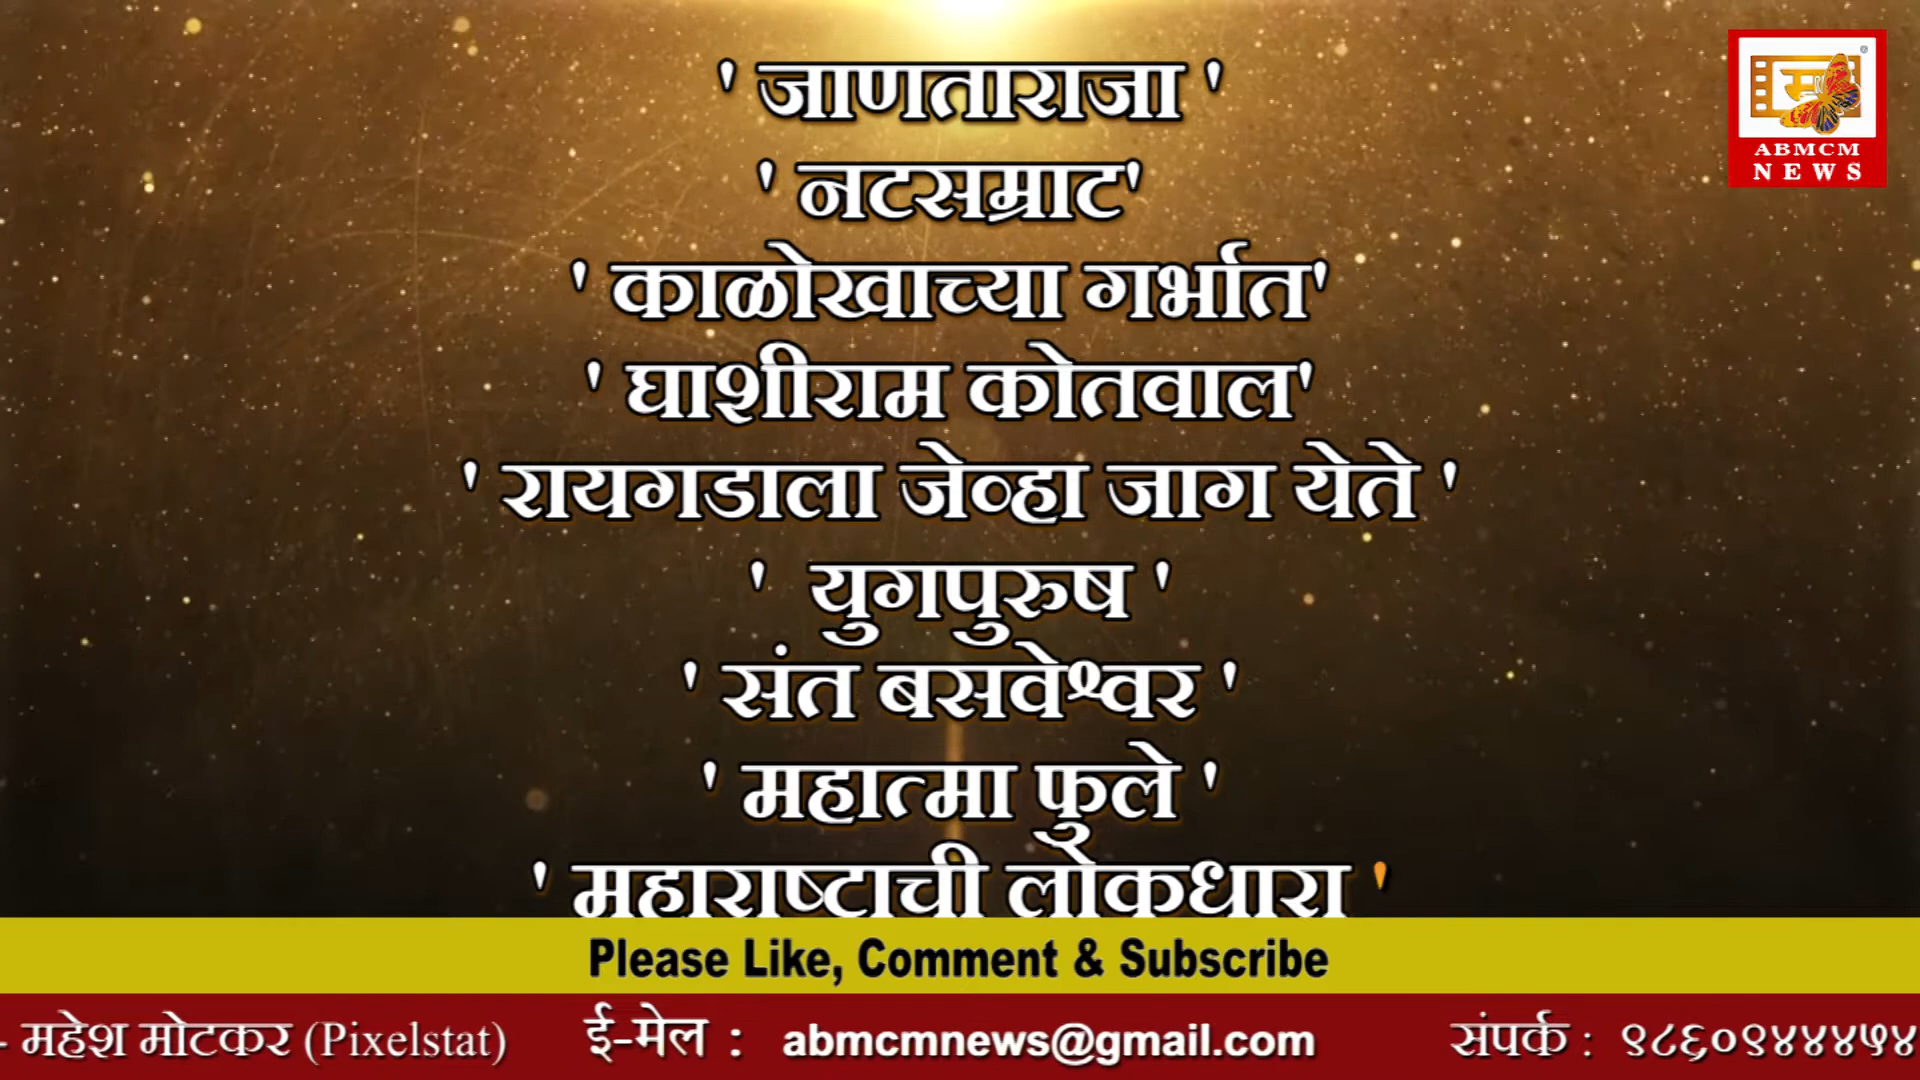 ' जाणताराजा '
ABMCM
NEWS
' नटसम्राट'
' काळोखाच्या गर्भात'
' घाशीराम कोतवाल'
' रायगडाला जेव्हा जाग येते '
' युगपुरुष '
' संत बसवेश्वर '
' महात्मा फुले '
' महाराष्ट्राची लोकधारा '
Please Like, Comment & Subscribe
- महेश मोटकर (Pixelstat) ई-मेल : abmcmnews@gmail.com संपर्क : ९८६०९४४४५४